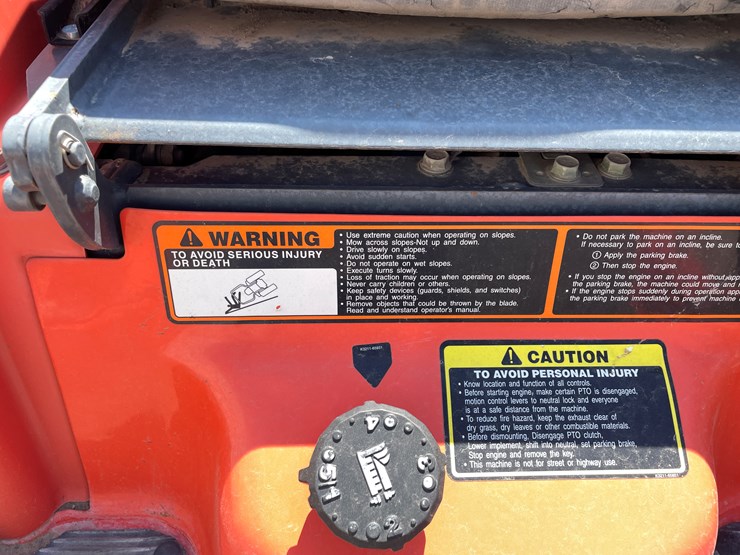 WARNING
TO AVOID SERIOUS INJURY
OR DEATH
• Use extreme caution when operating on slopes.
• Mow across slopes-Not up and down.
• Drive slowly on slopes.
• Avoid sudden starts.
• Do not operate on wet slopes.
• Execute turns slowly.
• Loss of traction may occur when operating on slopes.
• Never carry children or others.
• Keep safety devices (guards, shields, and switches)
in place and working.
• Remove objects that could be thrown by the blade.
Read and understand operator's manual.
• Do not park the machine on an incline.
If necessary to park on an incline, be sure to
① Apply the parking brake.
② Then stop the engine.
• If you stop the engine on an incline without app
the parking brake, the machine could move and
• If the engine stops suddenly during operation app
the parking brake immediately to prevent machine
CAUTION
TO AVOID PERSONAL INJURY
• Know location and function of all controls.
• Before starting engine, make certain PTO is disengaged,
motion control levers to neutral lock and everyone
is at a safe distance from the machine.
• To reduce fire hazard, keep the exhaust clear of
dry grass, dry leaves or other combustible materials.
• Before dismounting, Disengage PTO clutch,
Lower implement, shift into neutral, set parking brake,
Stop engine and remove the key.
• This machine is not for street or highway use.
4
3
2
5H